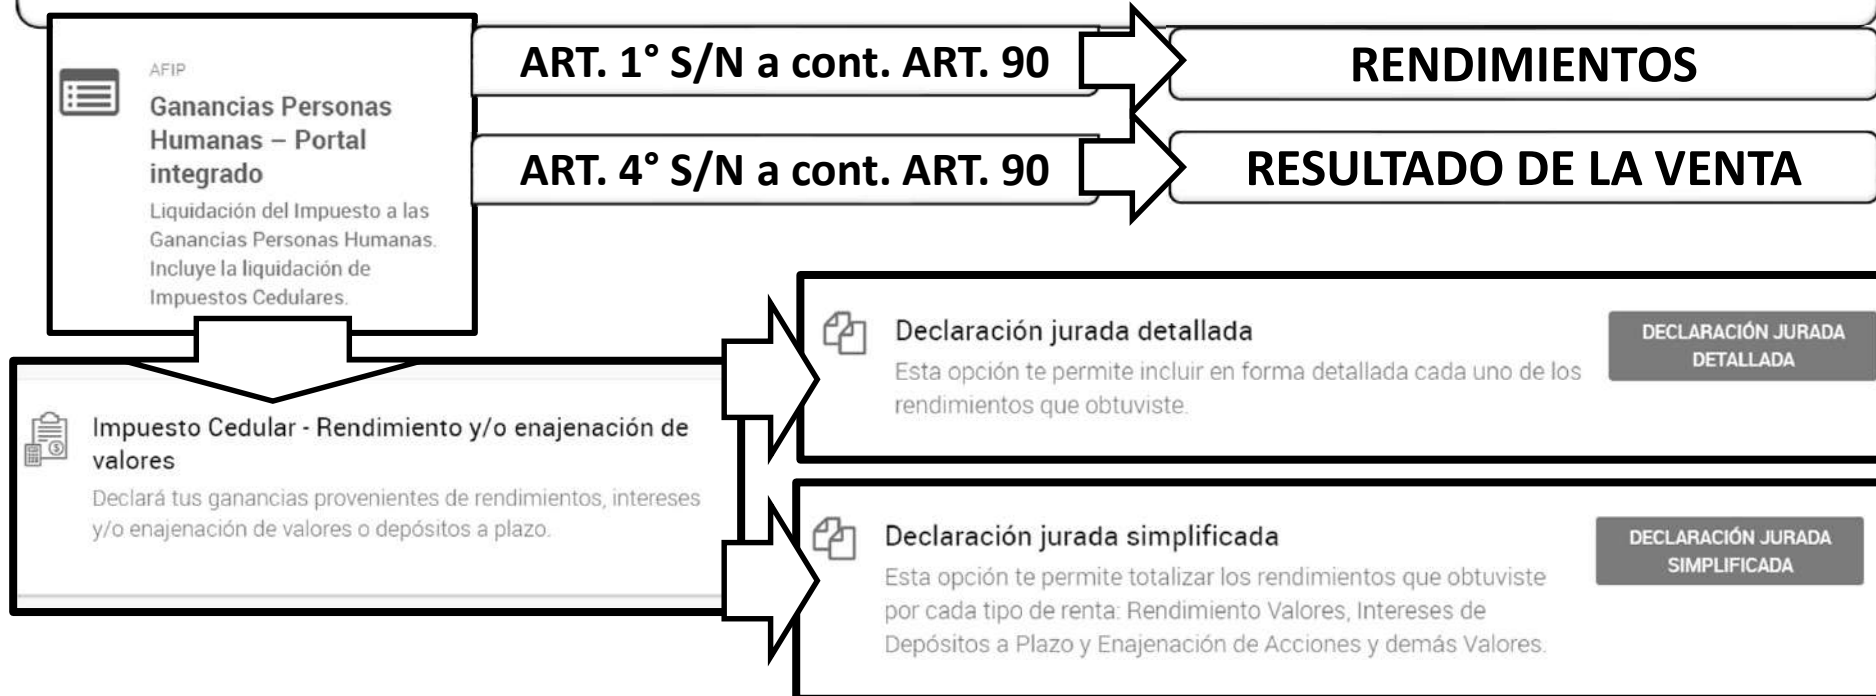 AFIP
Ganancias Personas
Humanas – Portal
integrado
Liquidación del Impuesto a las
Ganancias Personas Humanas.
Incluye la liquidación de
Impuestos Cedulares.
ART. 1° S/N a cont. ART. 90
RENDIMIENTOS
ART. 4° S/N a cont. ART. 90
RESULTADO DE LA VENTA
Impuesto Cedular - Rendimiento y/o enajenación de
valores
Declará tus ganancias provenientes de rendimientos, intereses
y/o enajenación de valores o depósitos a plazo.
Declaración jurada detallada
Esta opción te permite incluir en forma detallada cada uno de los
rendimientos que obtuviste.
DECLARACIÓN JURADA
DETALLADA
Declaración jurada simplificada
Esta opción te permite totalizar los rendimientos que obtuviste
por cada tipo de renta: Rendimiento Valores, Intereses de
Depósitos a Plazo y Enajenación de Acciones y demás Valores.
DECLARACIÓN JURADA
SIMPLIFICADA